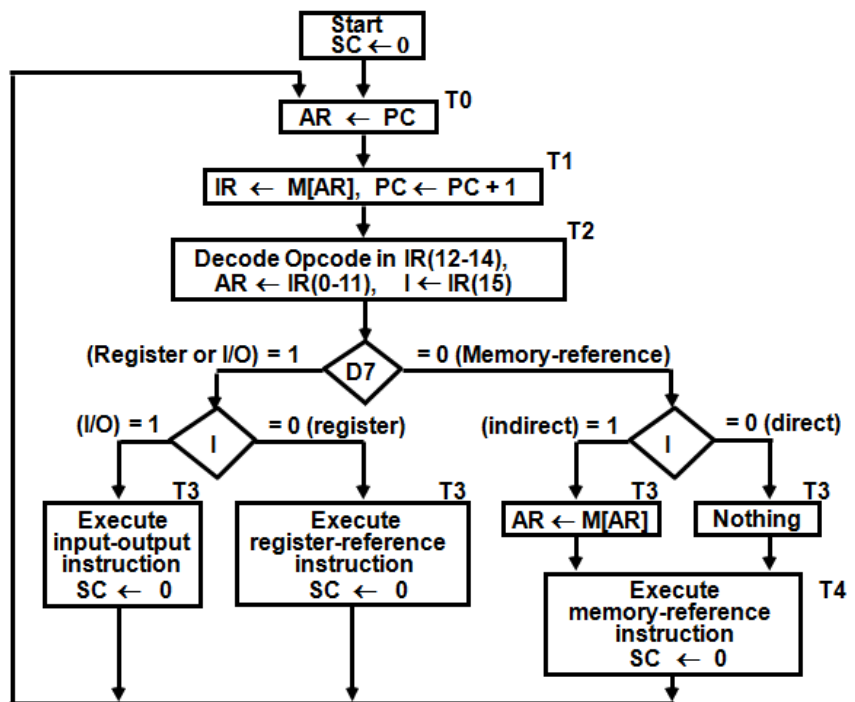 Start
SC ← 0
T0
AR ← PC
T1
IR ← M[AR], PC ← PC + 1
T2
Decode Opcode in IR(12-14),
AR ← IR(0-11), I ← IR(15)
(Register or I/O) = 1
D7
= 0 (Memory-reference)
(I/O) = 1
I
= 0 (register)
(indirect) = 1
I
= 0 (direct)
T3
Execute
input-output
instruction
SC ← 0
T3
Execute
register-reference
instruction
SC ← 0
T3
AR ← M[AR]
T3
Nothing
T4
Execute
memory-reference
instruction
SC ← 0